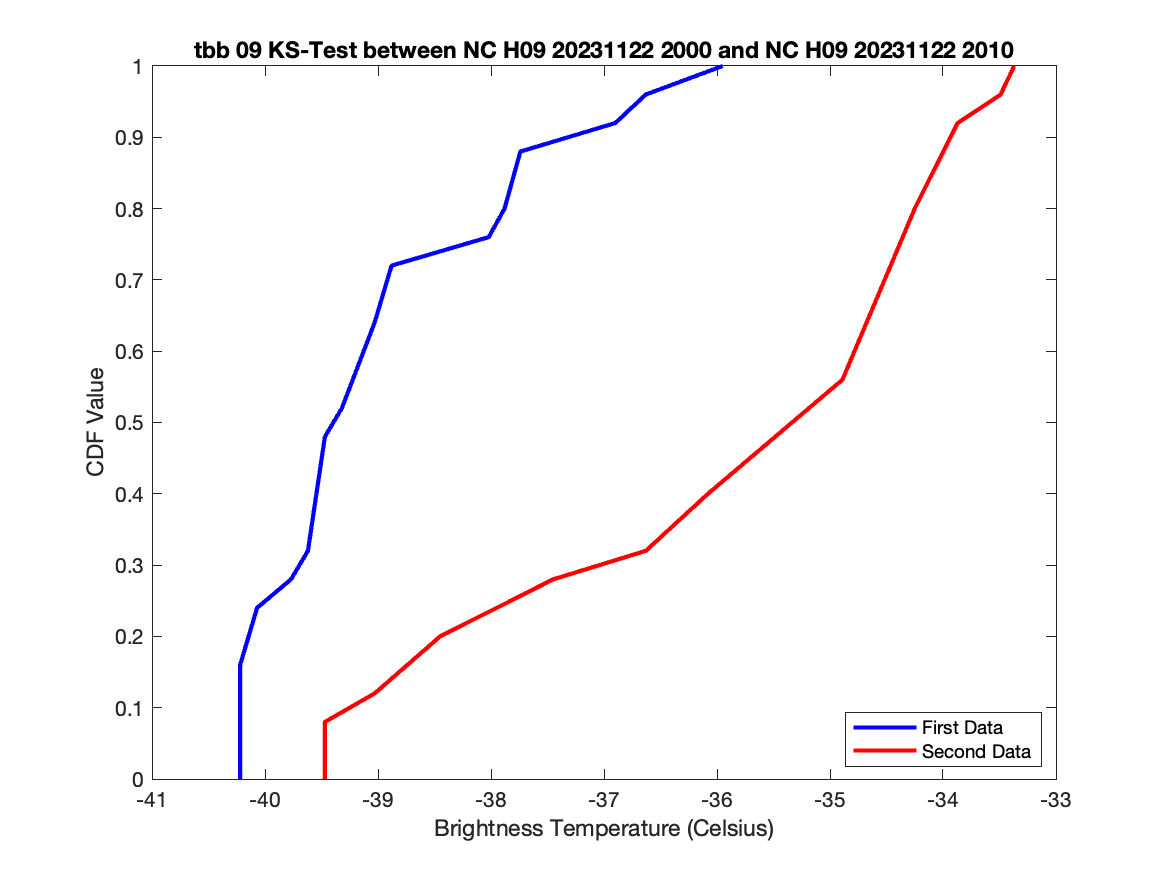 tbb 09 KS-Test between NC H09 20231122 2000 and NC H09 20231122 2010
1
0.9
0.8
0.7
0.6
0.5
0.4
0.3
0.2
0.1
0
CDF Value
-41 -40 -39 -38 -37 -36 -35 -34 -33
Brightness Temperature (Celsius)
First Data
Second Data